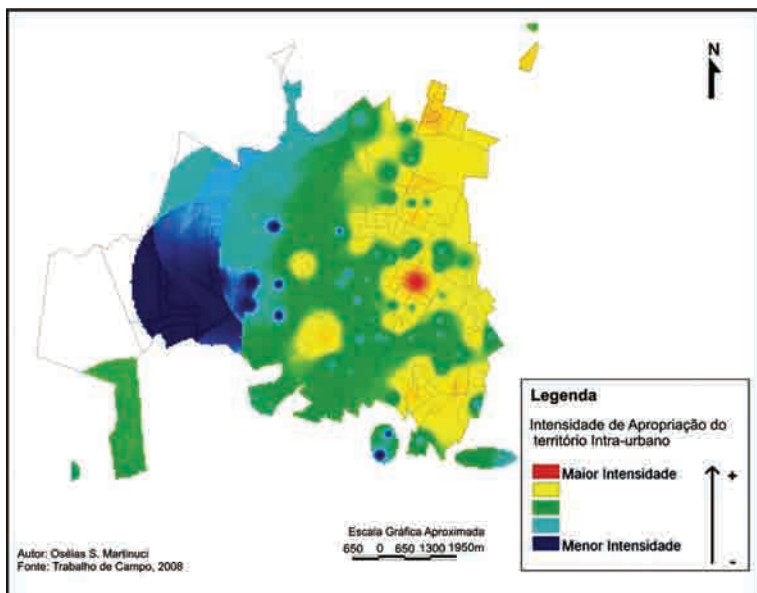 N
Legenda
Intensidade de Apropriação do
território Intra-urbano
Maior Intensidade
+
Menor Intensidade
-
Escala Gráfica Aproximada
650 0 650 1300 1950m
Autor: Oséias S. Martinuci
Fonte: Trabalho de Campo, 2008